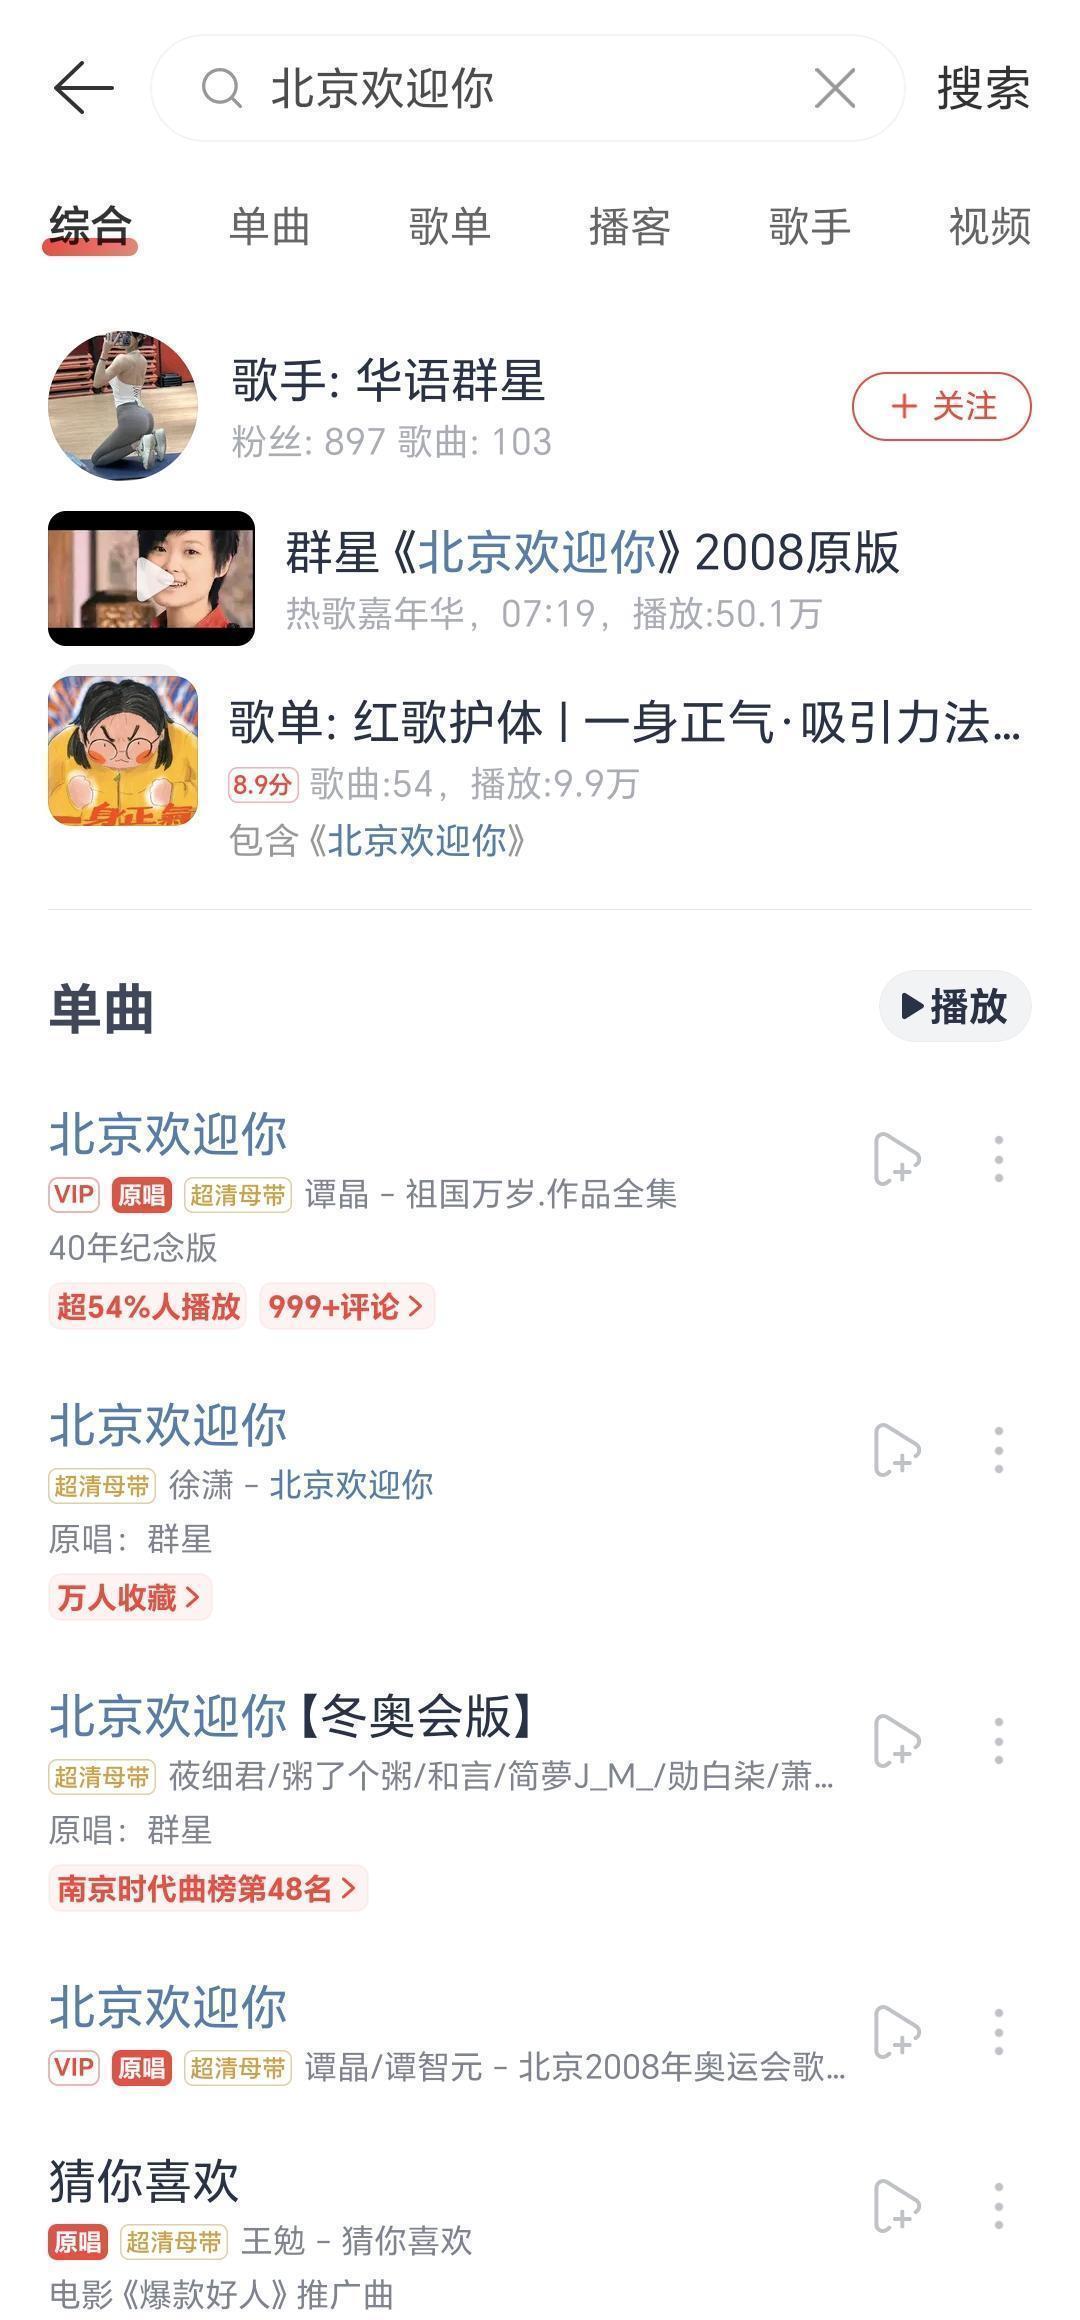 北京欢迎你
搜索
综合 单曲 歌单 播客 歌手 视频
歌手: 华语群星
粉丝: 897 歌曲: 103
+ 关注
群星《北京欢迎你》2008原版
热歌嘉年华，07:19，播放:50.1万
歌单: 红歌护体 | 一身正气·吸引力法...
8.9分 歌曲:54，播放:9.9万
包含《北京欢迎你》
一身正氣
单曲
播放
北京欢迎你
VIP 原唱 超清母带 谭晶 - 祖国万岁.作品全集
40年纪念版
超54%人播放 999+评论 >
北京欢迎你
超清母带 徐潇 - 北京欢迎你
原唱：群星
万人收藏 >
北京欢迎你【冬奥会版】
超清母带 莜细君/粥了个粥/和言/简夢J_M_/勋白柒/萧...
原唱：群星
南京时代曲榜第48名 >
北京欢迎你
VIP 原唱 超清母带 谭晶/谭智元 - 北京2008年奥运会歌...
猜你喜欢
原唱 超清母带 王勉 - 猜你喜欢
电影《爆款好人》推广曲